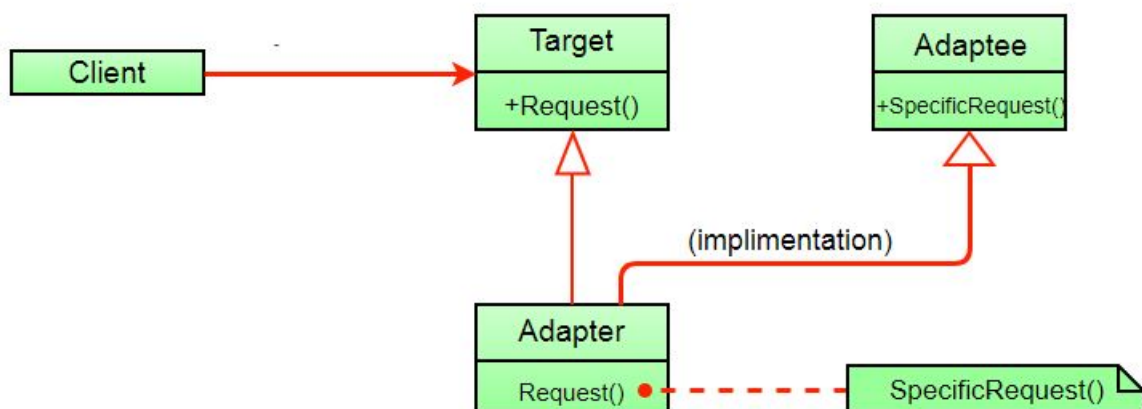 Client
Target
+Request()
Adaptee
+SpecificRequest()
(implimentation)
Adapter
Request()
SpecificRequest()